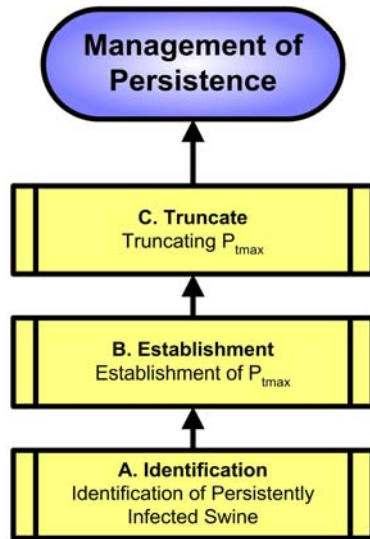 Management of
Persistence
C. Truncate
Truncating Ptmax
B. Establishment
Establishment of Ptmax
A. Identification
Identification of Persistently
Infected Swine